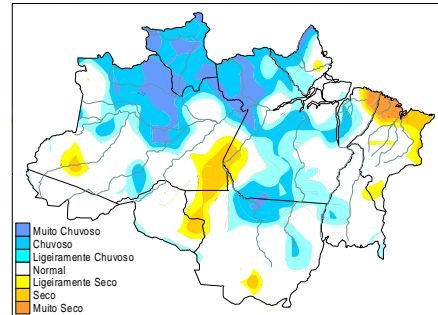 Muito Chuvoso
Chuvoso
Ligeiramente Chuvoso
Normal
Ligeiramente Seco
Seco
Muito Seco